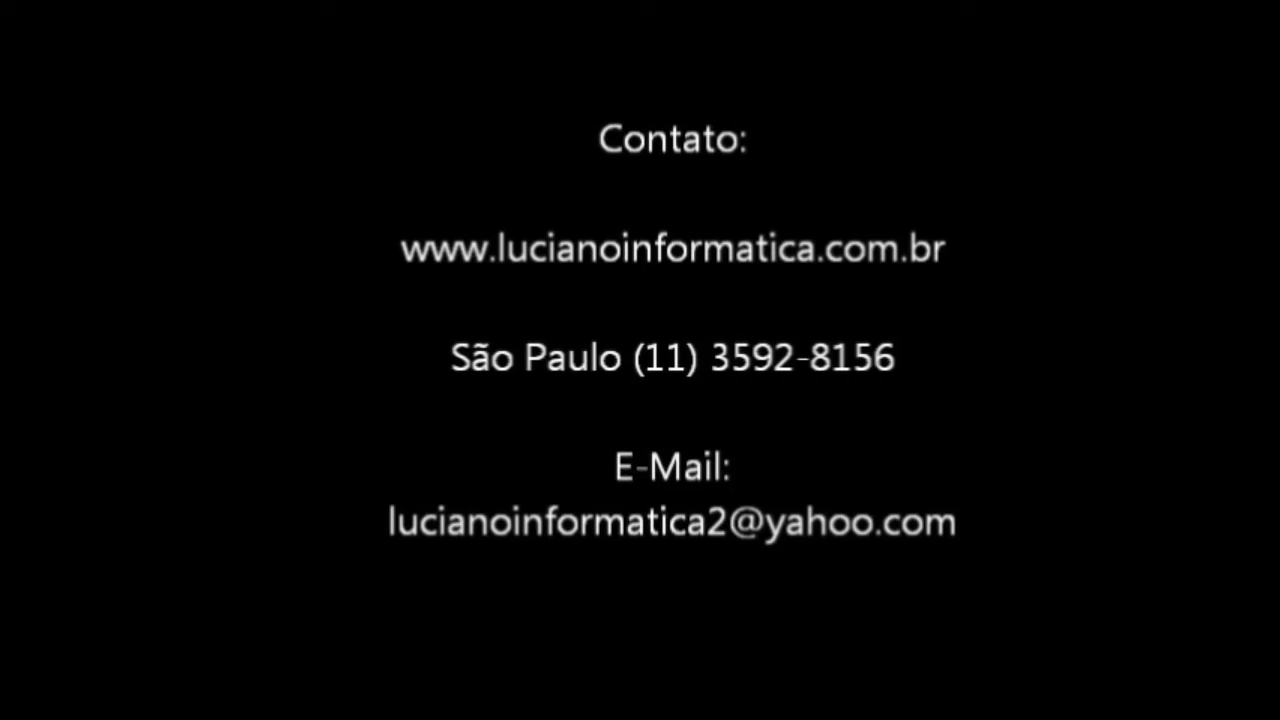 Contato:
www.lucianoinformatica.com.br
São Paulo (11) 3592-8156
E-Mail:
lucianoinformatica2@yahoo.com